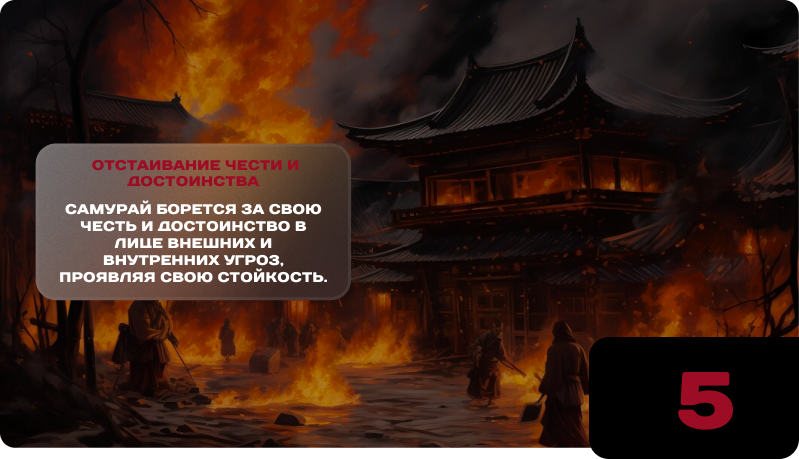 ОТСТАИВАНИЕ ЧЕСТИ И
ДОСТОИНСТВА
САМУРАЙ БОРЕТСЯ ЗА СВОЮ
ЧЕСТЬ И ДОСТОИНСТВО В
ЛИЦЕ ВНЕШНИХ И
ВНУТРЕННИХ УГРОЗ,
ПРОЯВЛЯЯ СВОЮ СТОЙКОСТЬ.
5